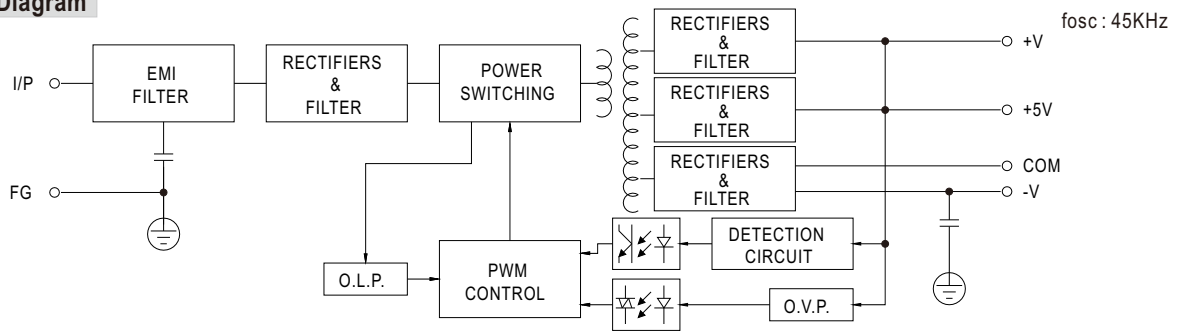 Diagram
fosc : 45KHz
I/P
EMI
FILTER
RECTIFIERS
&
FILTER
POWER
SWITCHING
RECTIFIERS
&
FILTER
+V
RECTIFIERS
&
FILTER
+5V
RECTIFIERS
&
FILTER
COM
-V
FG
O.L.P.
PWM
CONTROL
DETECTION
CIRCUIT
O.V.P.